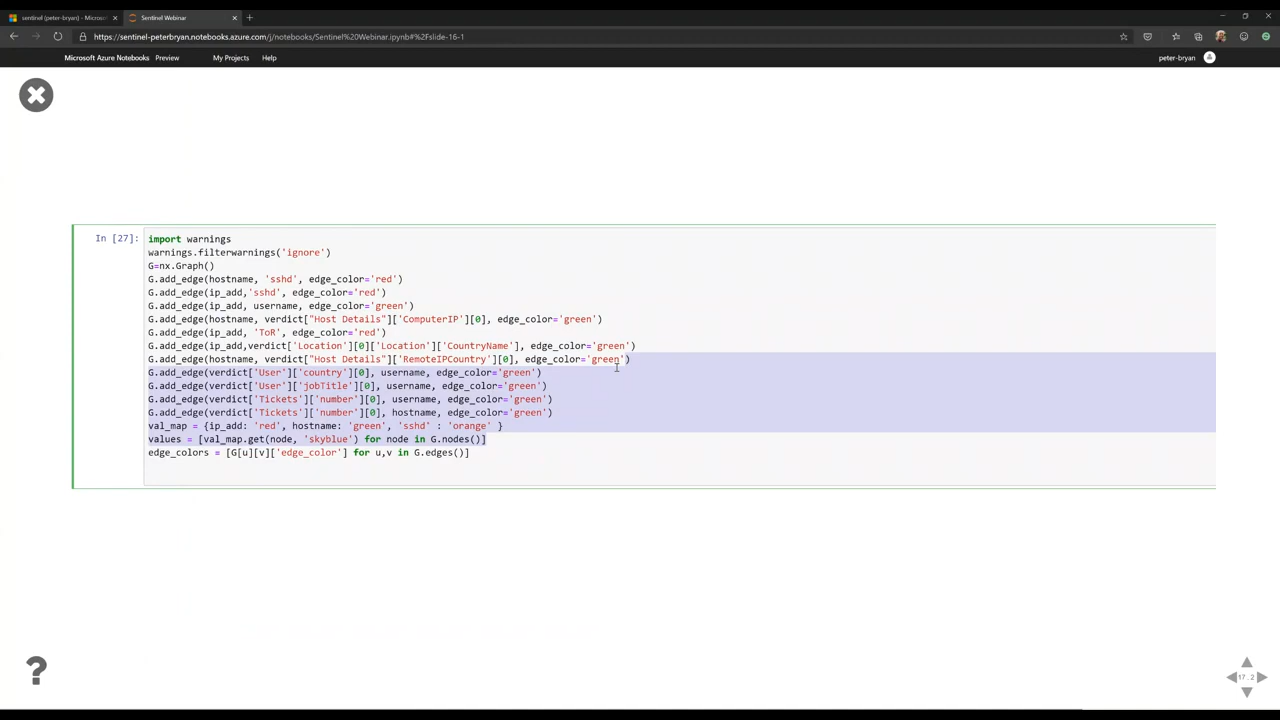 sentinel (peter-bryan) - Microso
Sentinel Webinar
https://sentinel-peterbryan.notebooks.azure.com/j/notebooks/Sentinel%20Webinar.ipynb#%2Fslide-16-1
Microsoft Azure Notebooks Preview My Projects Help peter-bryan
In [27]:
import warnings
warnings.filterwarnings('ignore')
G=nx.Graph()
G.add_edge(hostname, 'sshd', edge_color='red')
G.add_edge(ip_add,'sshd', edge_color='red')
G.add_edge(ip_add, username, edge_color='green')
G.add_edge(hostname, verdict["Host Details"]['ComputerIP'][0], edge_color='green')
G.add_edge(ip_add, 'ToR', edge_color='red')
G.add_edge(ip_add,verdict['Location'][0]['Location']['CountryName'], edge_color='green')
G.add_edge(hostname, verdict["Host Details"]['RemoteIPCountry'][0], edge_color='green')
G.add_edge(verdict['User']['country'][0], username, edge_color='green')
G.add_edge(verdict['User']['jobTitle'][0], username, edge_color='green')
G.add_edge(verdict['Tickets']['number'][0], username, edge_color='green')
G.add_edge(verdict['Tickets']['number'][0], hostname, edge_color='green')
val_map = {ip_add: 'red', hostname: 'green', 'sshd' : 'orange' }
values = [val_map.get(node, 'skyblue') for node in G.nodes()]
edge_colors = [G[u][v]['edge_color'] for u,v in G.edges()]
?
17.2